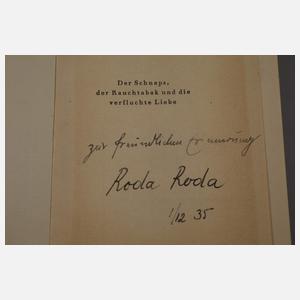 Der Schnaps,
der Rauchtabak und die
verfluchte Liebe
zur freundlichen Erinnerung
Roda Roda
1/12 35